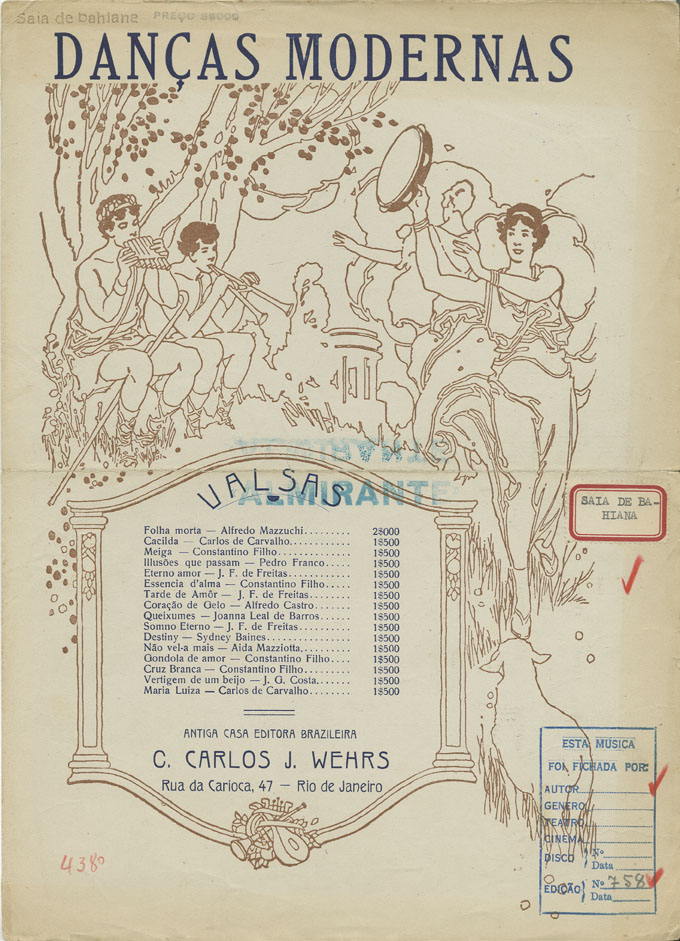 Saia de bahiane PREÇO 3$000
DANÇAS MODERNAS
VALSAS
ALMIRANTE
ALMIRANTE
SAIA DE BA-
HIANA
Folha morta — Alfredo Mazzuchi......... 2$000
Cacilda — Carlos de Carvalho............ 1$500
Meiga — Constantino Filho.............. 1$500
Illusões que passam — Pedro Franco.... 1$500
Eterno amor — J. F. de Freitas............ 1$500
Essencia d'alma — Constantino Filho..... 1$500
Tarde de Amôr — J. F. de Freitas........ 1$500
Coração de Gelo — Alfredo Castro....... 1$500
Queixumes — Joanna Leal de Barros...... 1$500
Somno Eterno — J. F. de Freitas.......... 1$500
Destiny — Sydney Baines................. 1$500
Não vel-a mais — Aida Mazziotta.......... 1$500
Gondola de amor — Constantino Filho.... 1$500
Cruz Branca — Constantino Filho......... 1$500
Vertigem de um beijo — J. G. Costa....... 1$500
Maria Luiza — Carlos de Carvalho........ 1$500
ANTIGA CASA EDITORA BRAZILEIRA
C. CARLOS J. WEHRS
Rua da Carioca, 47 — Rio de Janeiro
ESTA MUSICA
FOI FICHADA POR:
AUTOR
GENERO
TEATRO
CINEMA
DISCO Nº
Data
EDIÇÃO Nº 758
Data
438º